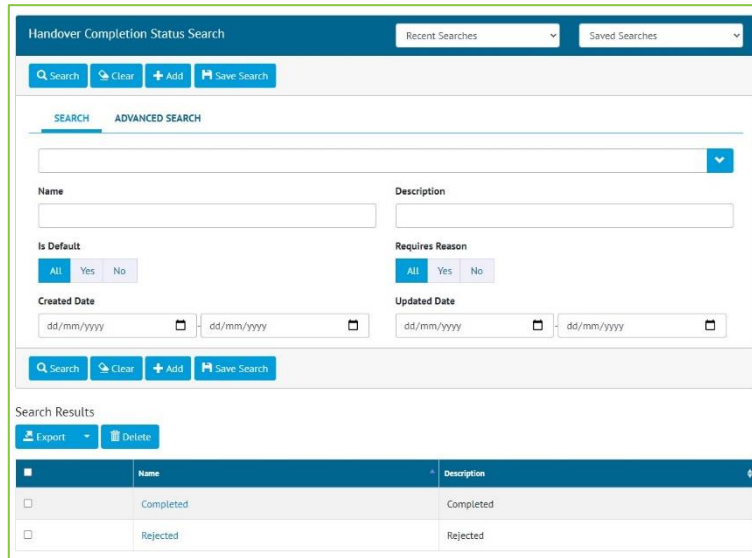 Handover Completion Status Search Recent Searches Saved Searches
Search Clear Add Save Search
SEARCH ADVANCED SEARCH
Name Description
Is Default Requires Reason
All Yes No All Yes No
Created Date Updated Date
dd/mm/yyyy - dd/mm/yyyy dd/mm/yyyy - dd/mm/yyyy
Search Clear Add Save Search
Search Results
Export Delete
Name Description
Completed Completed
Rejected Rejected